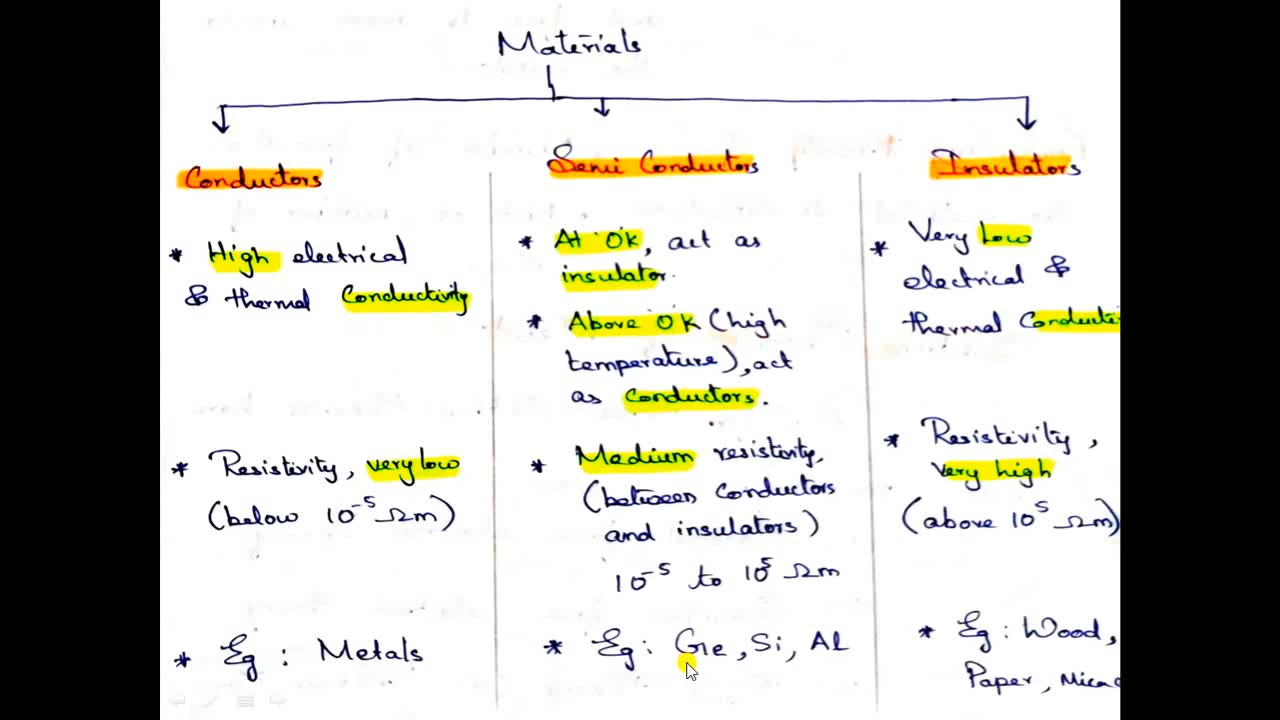 Materials
Conductors
* High electrical
& thermal Conductivity
* Resistivity, very low
(below 10⁻⁵ Ωm)
* Eg : Metals
Semi Conductors
* At 0k, act as
insulator.
* Above 0K (high
temperature), act
as Conductors.
* Medium resistivity,
(between Conductors
and insulators)
10⁻⁵ to 10⁵ Ωm
* Eg : Ge, Si, Al
Insulators
* Very Low
electrical &
thermal
* Resistivity,
very high
(above 10⁵ Ωm)
* Eg : Wood,
Paper, Mica